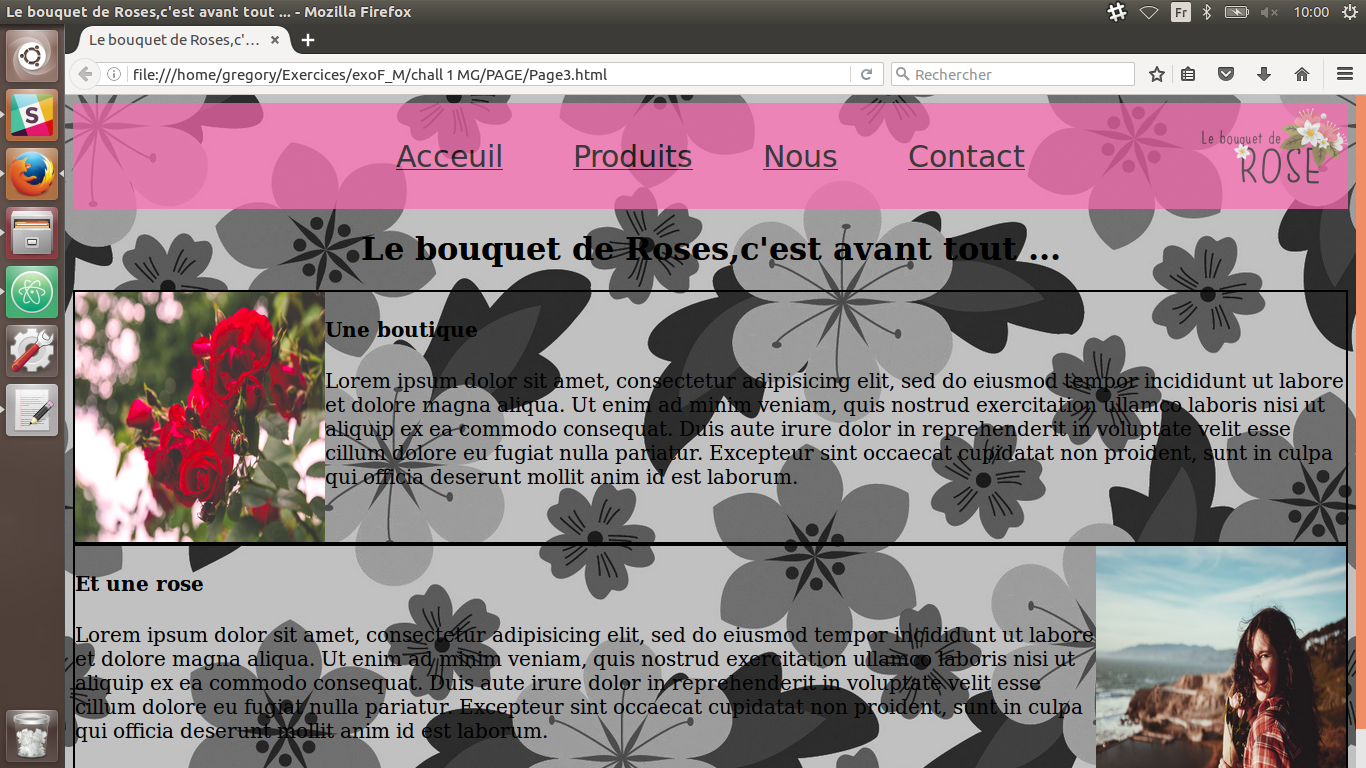 Le bouquet de Roses,c'est avant tout ... - Mozilla Firefox
Fr
10:00
Le bouquet de Roses,c'...
file:///home/gregory/Exercices/exoF_M/chall 1 MG/PAGE/Page3.html
Rechercher
Acceuil Produits Nous Contact
Le bouquet de
ROSE
Le bouquet de Roses,c'est avant tout ...
Une boutique
Lorem ipsum dolor sit amet, consectetur adipisicing elit, sed do eiusmod tempor incididunt ut labore
et dolore magna aliqua. Ut enim ad minim veniam, quis nostrud exercitation ullamco laboris nisi ut
aliquip ex ea commodo consequat. Duis aute irure dolor in reprehenderit in voluptate velit esse
cillum dolore eu fugiat nulla pariatur. Excepteur sint occaecat cupidatat non proident, sunt in culpa
qui officia deserunt mollit anim id est laborum.
Et une rose
Lorem ipsum dolor sit amet, consectetur adipisicing elit, sed do eiusmod tempor incididunt ut labore
et dolore magna aliqua. Ut enim ad minim veniam, quis nostrud exercitation ullamco laboris nisi ut
aliquip ex ea commodo consequat. Duis aute irure dolor in reprehenderit in voluptate velit esse
cillum dolore eu fugiat nulla pariatur. Excepteur sint occaecat cupidatat non proident, sunt in culpa
qui officia deserunt mollit anim id est laborum.